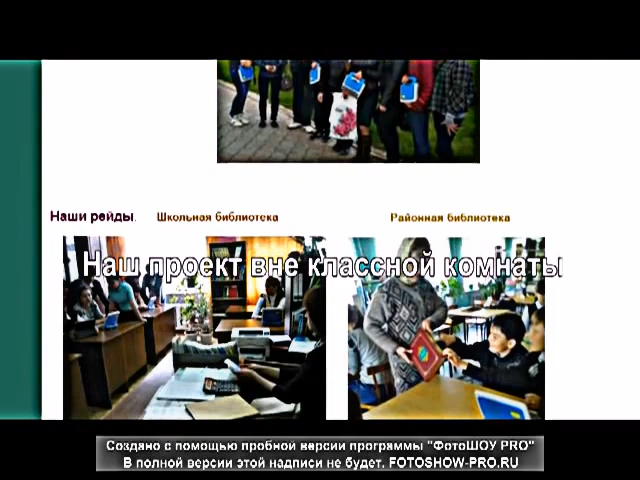 Наши рейды. Школьная библиотека Районная библиотека
Наш проект вне классной комнаты
Создано с помощью пробной версии программы "ФотоШОУ PRO"
В полной версии этой надписи не будет. FOTOSHOW-PRO.RU